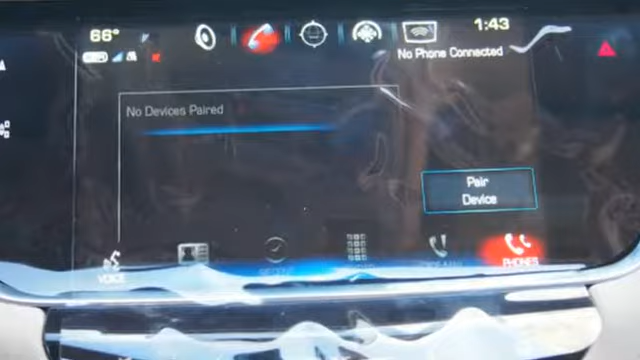 66°
1:43
No Phone Connected
No Devices Paired
Pair
Device
VOICE
PHONES